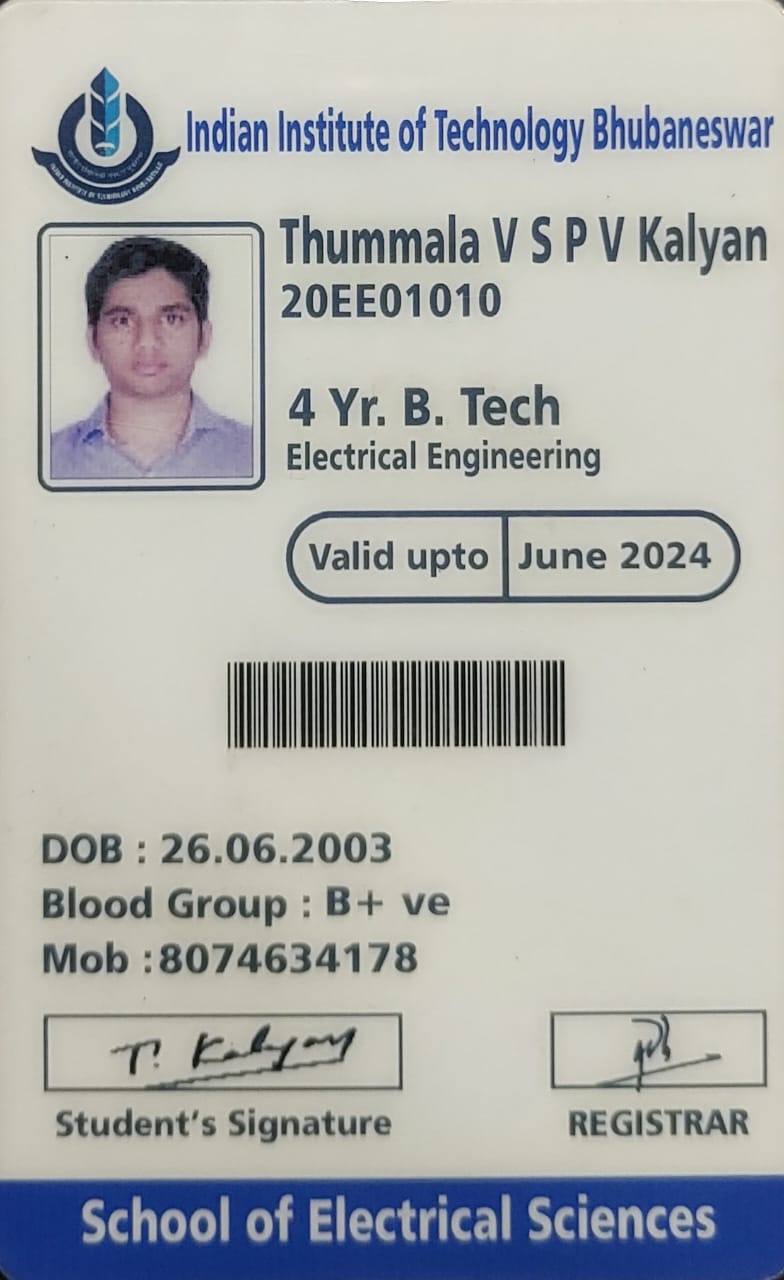 Indian Institute of Technology Bhubaneswar
Thummala V S P V Kalyan
20EE01010
4 Yr. B. Tech
Electrical Engineering
Valid upto June 2024
DOB : 26.06.2003
Blood Group : B+ ve
Mob :8074634178
T. Kalyan
Student's Signature
REGISTRAR
School of Electrical Sciences